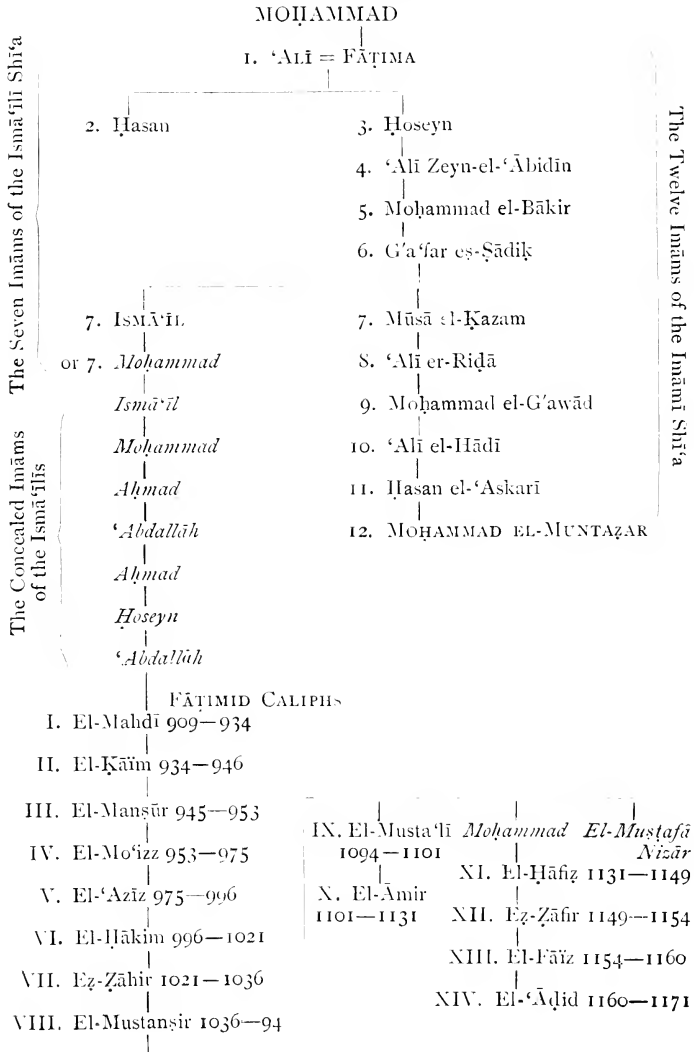 MOḤAMMAD
1. ‘ALĪ = FĀṬIMA
The Seven Imāms of the Ismā‘īlī Shī‘a
The Twelve Imāms of the Imāmī Shī‘a
2. Ḥasan
3. Ḥoseyn
4. ‘Alī Zeyn-el-‘Ābidīn
5. Moḥammad el-Bākir
6. G'a‘far eṣ-Ṣādiḳ
7. ISMĀ‘ĪL
or 7. Moḥammad
7. Mūsā el-Ḳazam
8. ‘Alī er-Riḍā
9. Moḥammad el-G'awād
10. ‘Alī el-Hādī
11. Ḥasan el-‘Askarī
12. MOḤAMMAD EL-MUNTAẓAR
The Concealed Imāms
of the Ismā‘īlīs
Ismā‘īl
Moḥammad
Aḥmad
‘Abdallāh
Aḥmad
Ḥoseyn
‘Abdallāh
FĀṬIMID CALIPHS
I. El-Mahdī 909—934
II. El-Ḳāïm 934—946
III. El-Manṣūr 945—953
IV. El-Mo‘izz 953—975
V. El-‘Azīz 975—996
VI. El-Ḥākim 996—1021
VII. Eẓ-Ẓāhir 1021—1036
VIII. El-Mustanṣir 1036—94
IX. El-Musta‘lī
1094—1101
X. El-Āmir
1101—1131
Moḥammad
XI. El-Ḥāfiẓ 1131—1149
XII. Eẓ-Ẓāfir 1149—1154
XIII. El-Fāïz 1154—1160
XIV. El-‘Āḍid 1160—1171
El-Muṣṭafā
Nizār